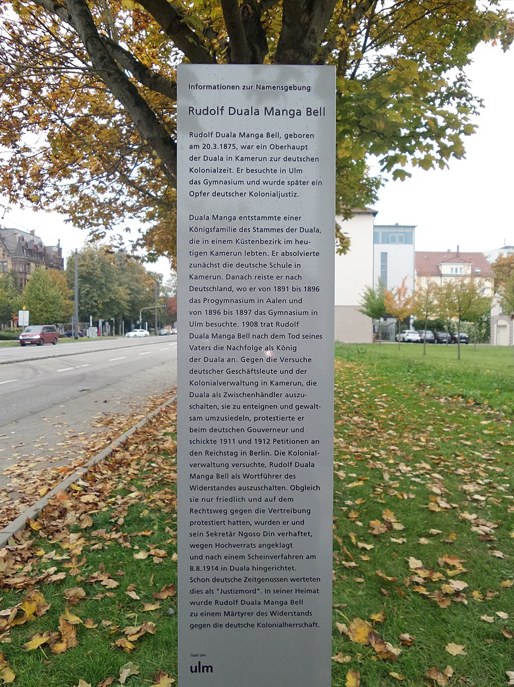 Informationen zur Namensgebung
Rudolf Duala Manga Bell
Rudolf Duala Manga Bell, geboren
am 20.3.1875, war ein Oberhaupt
der Duala in Kamerun zur deutschen
Kolonialzeit. Er besuchte in Ulm
das Gymnasium und wurde später ein
Opfer deutscher Kolonialjustiz.
Duala Manga entstammte einer
Königsfamilie des Stammes der Duala,
die in einem Küstenbezirk im heu-
tigen Kamerun lebten. Er absolvierte
zunächst die deutsche Schule in
Kamerun. Danach reiste er nach
Deutschland, wo er von 1891 bis 1896
das Progymnasium in Aalen und
von 1896 bis 1897 das Gymnasium in
Ulm besuchte. 1908 trat Rudolf
Duala Manga Bell nach dem Tod seines
Vaters die Nachfolge als König
der Duala an. Gegen die Versuche
deutscher Geschäftsleute und der
Kolonialverwaltung in Kamerun, die
Duala als Zwischenhändler auszu-
schalten, sie zu enteignen und gewalt-
sam umzusiedeln, protestierte er
beim deutschen Gouverneur und
schickte 1911 und 1912 Petitionen an
den Reichstag in Berlin. Die Kolonial-
verwaltung versuchte, Rudolf Duala
Manga Bell als Wortführer des
Widerstandes auszuschalten. Obgleich
sie nur friedlich und auf dem
Rechtsweg gegen die Vertreibung
protestiert hatten, wurden er und
sein Sekretär Ngoso Din verhaftet,
wegen Hochverrats angeklagt
und nach einem Scheinverfahren am
8.8.1914 in Duala hingerichtet.
Schon deutsche Zeitgenossen werteten
dies als "Justizmord". In seiner Heimat
wurde Rudolf Duala Manga Bell
zu einem Märtyrer des Widerstands
gegen die deutsche Kolonialherrschaft.
Stadt Ulm
ulm